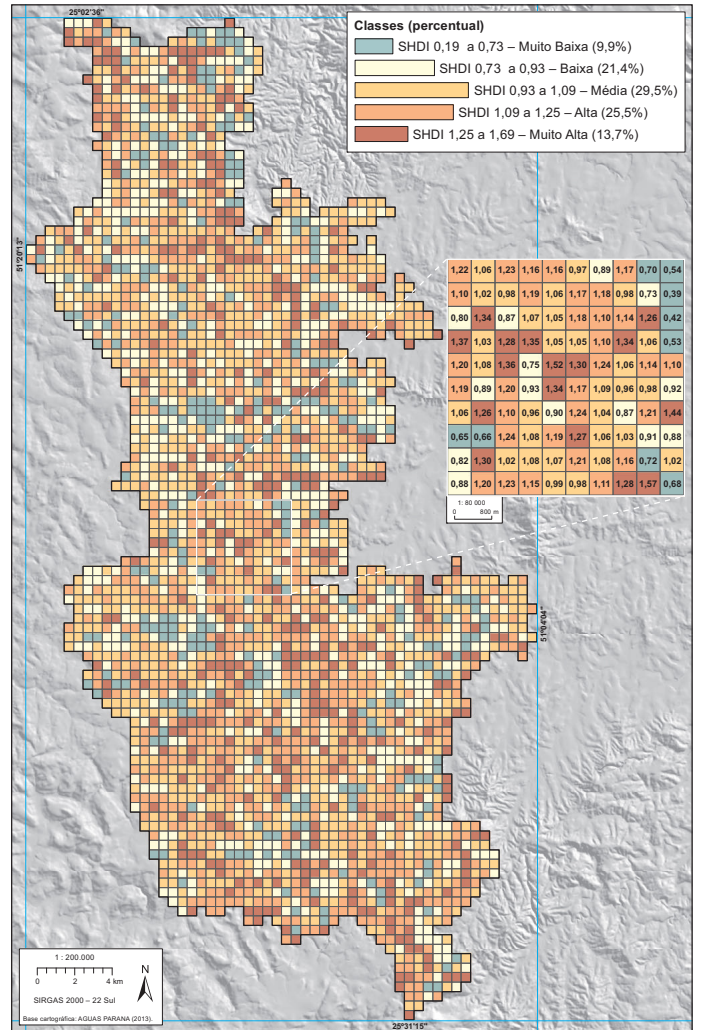 25°02'36"
Classes (percentual)
SHDI 0,19 a 0,73 – Muito Baixa (9,9%)
SHDI 0,73 a 0,93 – Baixa (21,4%)
SHDI 0,93 a 1,09 – Média (29,5%)
SHDI 1,09 a 1,25 – Alta (25,5%)
SHDI 1,25 a 1,69 – Muito Alta (13,7%)
51°20'13"
1,22 1,06 1,23 1,16 1,16 0,97 0,89 1,17 0,70 0,54
1,10 1,02 0,98 1,19 1,06 1,17 1,18 0,98 0,73 0,39
0,80 1,34 0,87 1,07 1,05 1,18 1,10 1,14 1,26 0,42
1,37 1,03 1,28 1,35 1,05 1,05 1,10 1,34 1,06 0,53
1,20 1,08 1,36 0,75 1,52 1,30 1,24 1,06 1,14 1,10
1,19 0,89 1,20 0,93 1,34 1,17 1,09 0,96 0,98 0,92
1,06 1,26 1,10 0,96 0,90 1,24 1,04 0,87 1,21 1,44
0,65 0,66 1,24 1,08 1,19 1,27 1,06 1,03 0,91 0,88
0,82 1,30 1,02 1,08 1,07 1,21 1,08 1,16 0,72 1,02
0,88 1,20 1,23 1,15 0,99 0,98 1,11 1,28 1,57 0,68
1: 80 000
0 800 m
51°04'04"
1 : 200.000
0 2 4 km
N
SIRGAS 2000 – 22 Sul
Base cartográfica: AGUAS PARANA (2013).
25°31'15"